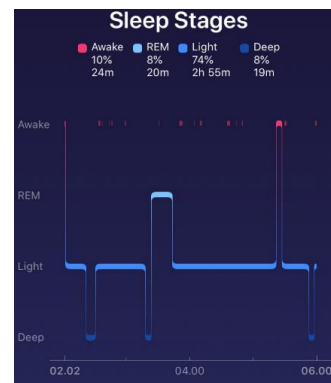 Sleep Stages
Awake REM Light Deep
10% 8% 74% 8%
24m 20m 2h 55m 19m
Awake
REM
Light
Deep
02.02 04.00 06.00